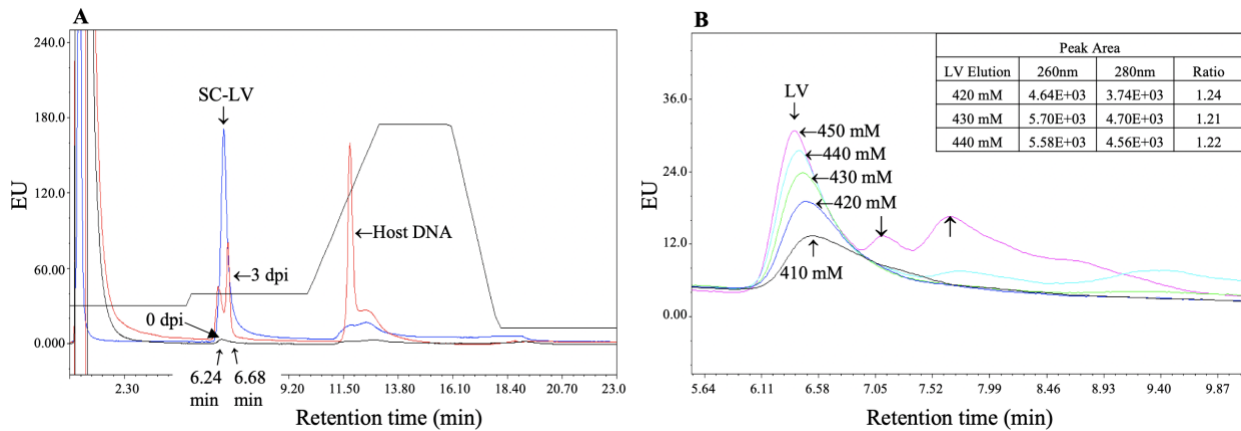 A
240.0
180.0
120.0
60.00
0.000
EU
SC-LV
←Host DNA
←3 dpi
0 dpi
6.24 min
6.68 min
2.30
9.20
11.50
13.80
16.10
18.40
20.70
23.0
Retention time (min)
B
36.0
24.0
12.0
0.00
EU
LV
←450 mM
←440 mM
←430 mM
←420 mM
410 mM
Peak Area
LV Elution 260nm 280nm Ratio
420 mM 4.64E+03 3.74E+03 1.24
430 mM 5.70E+03 4.70E+03 1.21
440 mM 5.58E+03 4.56E+03 1.22
5.64 6.11 6.58 7.05 7.52 7.99 8.46 8.93 9.40 9.87
Retention time (min)